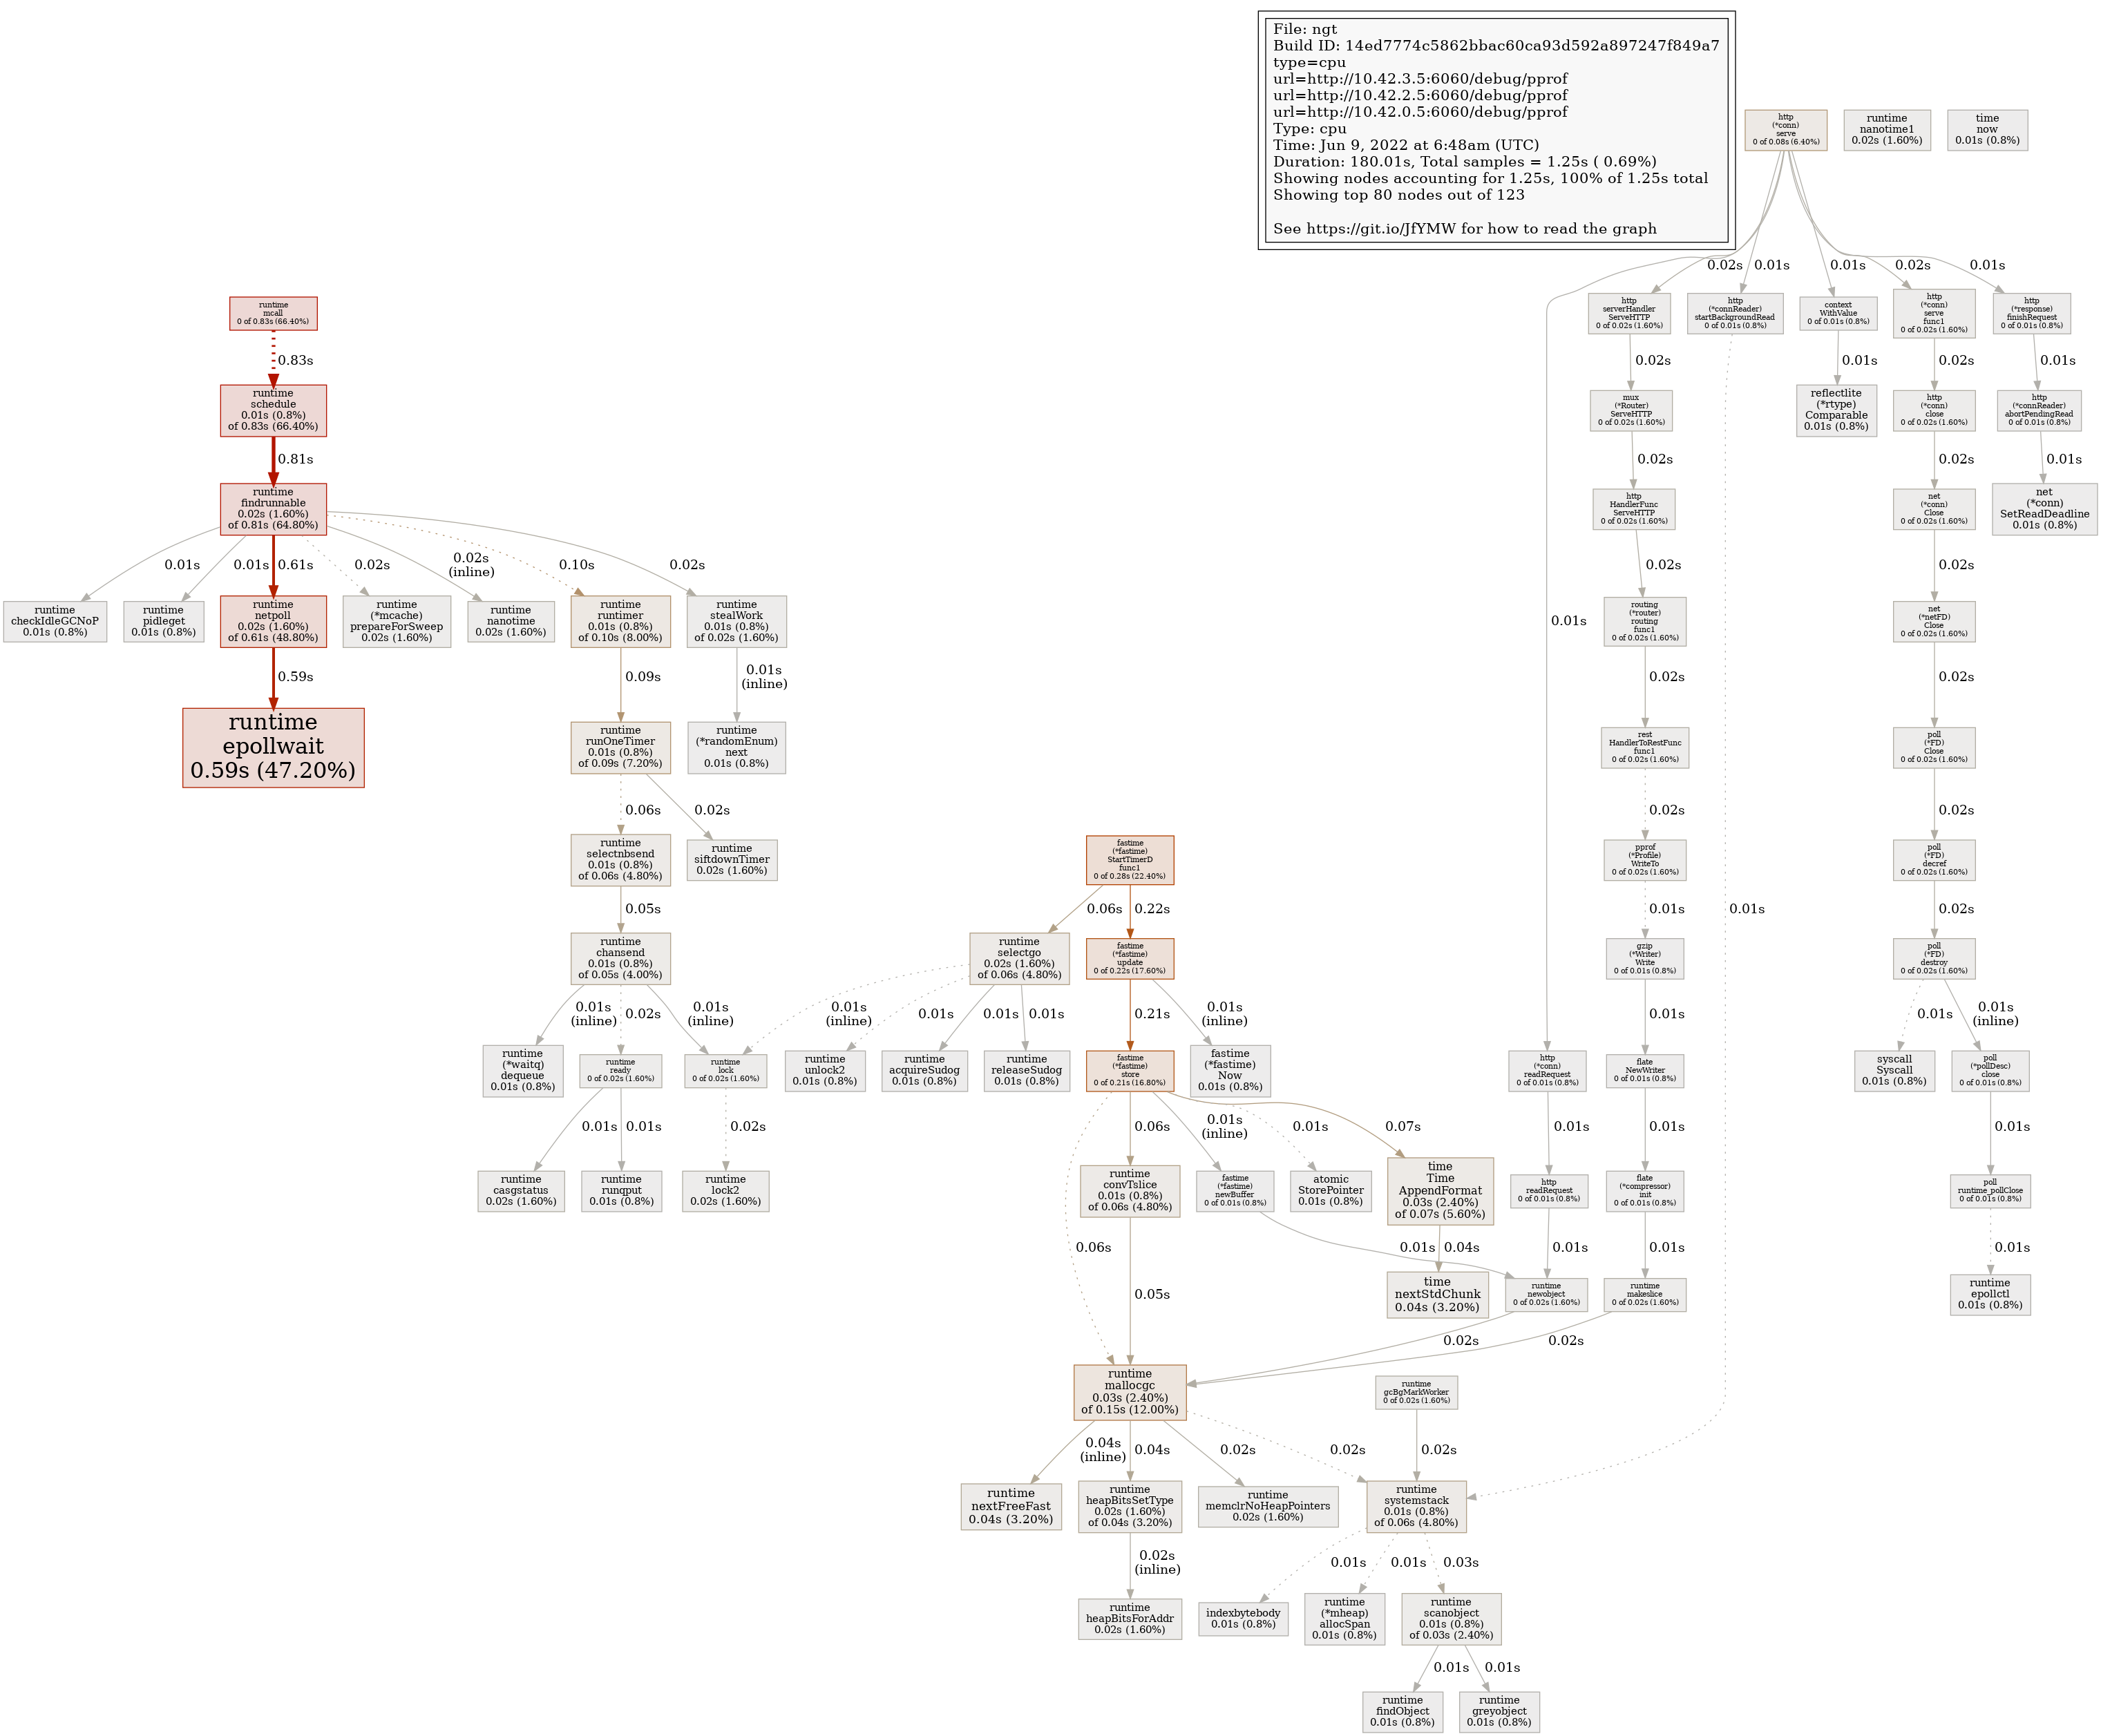 File: ngt
Build ID: 14ed7774c5862bbac60ca93d592a897247f849a7
type=cpu
url=http://10.42.3.5:6060/debug/pprof
url=http://10.42.2.5:6060/debug/pprof
url=http://10.42.0.5:6060/debug/pprof
Type: cpu
Time: Jun 9, 2022 at 6:48am (UTC)
Duration: 180.01s, Total samples = 1.25s ( 0.69%)
Showing nodes accounting for 1.25s, 100% of 1.25s total
Showing top 80 nodes out of 123
See https://git.io/JfYMW for how to read the graph
http
(*conn)
serve
0 of 0.08s (6.40%)
runtime
nanotime1
0.02s (1.60%)
time
now
0.01s (0.8%)
0.02s
0.01s
0.01s
0.02s
0.01s
runtime
mcall
0 of 0.83s (66.40%)
http
serverHandler
ServeHTTP
0 of 0.02s (1.60%)
http
(*connReader)
startBackgroundRead
0 of 0.01s (0.8%)
context
WithValue
0 of 0.01s (0.8%)
http
(*conn)
serve
func1
0 of 0.02s (1.60%)
http
(*response)
finishRequest
0 of 0.01s (0.8%)
0.83s
0.02s
0.01s
0.02s
0.01s
runtime
schedule
0.01s (0.8%)
of 0.83s (66.40%)
mux
(*Router)
ServeHTTP
0 of 0.02s (1.60%)
reflectlite
(*rtype)
Comparable
0.01s (0.8%)
http
(*conn)
close
0 of 0.02s (1.60%)
http
(*connReader)
abortPendingRead
0 of 0.01s (0.8%)
0.81s
0.02s
0.02s
0.01s
runtime
findrunnable
0.02s (1.60%)
of 0.81s (64.80%)
http
HandlerFunc
ServeHTTP
0 of 0.02s (1.60%)
net
(*conn)
Close
0 of 0.02s (1.60%)
net
(*conn)
SetReadDeadline
0.01s (0.8%)
0.01s
0.01s
0.61s
0.02s
0.02s
(inline)
0.10s
0.02s
0.02s
0.02s
runtime
checkIdleGCNoP
0.01s (0.8%)
runtime
pidleget
0.01s (0.8%)
runtime
netpoll
0.02s (1.60%)
of 0.61s (48.80%)
runtime
(*mcache)
prepareForSweep
0.02s (1.60%)
runtime
nanotime
0.02s (1.60%)
runtime
runtimer
0.01s (0.8%)
of 0.10s (8.00%)
runtime
stealWork
0.01s (0.8%)
of 0.02s (1.60%)
0.01s
routing
(*router)
routing
func1
0 of 0.02s (1.60%)
net
(*netFD)
Close
0 of 0.02s (1.60%)
0.59s
0.09s
0.01s
(inline)
0.02s
0.02s
runtime
epollwait
0.59s (47.20%)
runtime
runOneTimer
0.01s (0.8%)
of 0.09s (7.20%)
runtime
(*randomEnum)
next
0.01s (0.8%)
rest
HandlerToRestFunc
func1
0 of 0.02s (1.60%)
poll
(*FD)
Close
0 of 0.02s (1.60%)
0.06s
0.02s
0.02s
0.02s
runtime
selectnbsend
0.01s (0.8%)
of 0.06s (4.80%)
runtime
siftdownTimer
0.02s (1.60%)
fastime
(*fastime)
StartTimerD
func1
0 of 0.28s (22.40%)
pprof
(*Profile)
WriteTo
0 of 0.02s (1.60%)
poll
(*FD)
decref
0 of 0.02s (1.60%)
0.05s
0.06s
0.22s
0.01s
0.01s
0.02s
runtime
chansend
0.01s (0.8%)
of 0.05s (4.00%)
runtime
selectgo
0.02s (1.60%)
of 0.06s (4.80%)
fastime
(*fastime)
update
0 of 0.22s (17.60%)
gzip
(*Writer)
Write
0 of 0.01s (0.8%)
poll
(*FD)
destroy
0 of 0.02s (1.60%)
0.01s
(inline)
0.02s
0.01s
(inline)
0.01s
(inline)
0.01s
0.01s
0.01s
0.21s
0.01s
(inline)
0.01s
0.01s
0.01s
(inline)
runtime
(*waitq)
dequeue
0.01s (0.8%)
runtime
ready
0 of 0.02s (1.60%)
runtime
lock
0 of 0.02s (1.60%)
runtime
unlock2
0.01s (0.8%)
runtime
acquireSudog
0.01s (0.8%)
runtime
releaseSudog
0.01s (0.8%)
fastime
(*fastime)
store
0 of 0.21s (16.80%)
fastime
(*fastime)
Now
0.01s (0.8%)
http
(*conn)
readRequest
0 of 0.01s (0.8%)
flate
NewWriter
0 of 0.01s (0.8%)
syscall
Syscall
0.01s (0.8%)
poll
(*pollDesc)
close
0 of 0.01s (0.8%)
0.01s
0.01s
0.02s
0.06s
0.01s
(inline)
0.01s
0.07s
0.01s
0.01s
0.01s
runtime
casgstatus
0.02s (1.60%)
runtime
runqput
0.01s (0.8%)
runtime
lock2
0.02s (1.60%)
runtime
convTslice
0.01s (0.8%)
of 0.06s (4.80%)
fastime
(*fastime)
newBuffer
0 of 0.01s (0.8%)
atomic
StorePointer
0.01s (0.8%)
time
Time
AppendFormat
0.03s (2.40%)
of 0.07s (5.60%)
http
readRequest
0 of 0.01s (0.8%)
flate
(*compressor)
init
0 of 0.01s (0.8%)
poll
runtime_pollClose
0 of 0.01s (0.8%)
0.06s
0.01s
0.04s
0.01s
0.01s
0.01s
0.05s
time
nextStdChunk
0.04s (3.20%)
runtime
newobject
0 of 0.02s (1.60%)
runtime
makeslice
0 of 0.02s (1.60%)
runtime
epollctl
0.01s (0.8%)
0.02s
0.02s
runtime
mallocgc
0.03s (2.40%)
of 0.15s (12.00%)
runtime
gcBgMarkWorker
0 of 0.02s (1.60%)
0.04s
(inline)
0.04s
0.02s
0.02s
0.02s
runtime
nextFreeFast
0.04s (3.20%)
runtime
heapBitsSetType
0.02s (1.60%)
of 0.04s (3.20%)
runtime
memclrNoHeapPointers
0.02s (1.60%)
runtime
systemstack
0.01s (0.8%)
of 0.06s (4.80%)
0.02s
(inline)
0.01s
0.01s
0.03s
runtime
heapBitsForAddr
0.02s (1.60%)
indexbytebody
0.01s (0.8%)
runtime
(*mheap)
allocSpan
0.01s (0.8%)
runtime
scanobject
0.01s (0.8%)
of 0.03s (2.40%)
0.01s
0.01s
runtime
findObject
0.01s (0.8%)
runtime
greyobject
0.01s (0.8%)